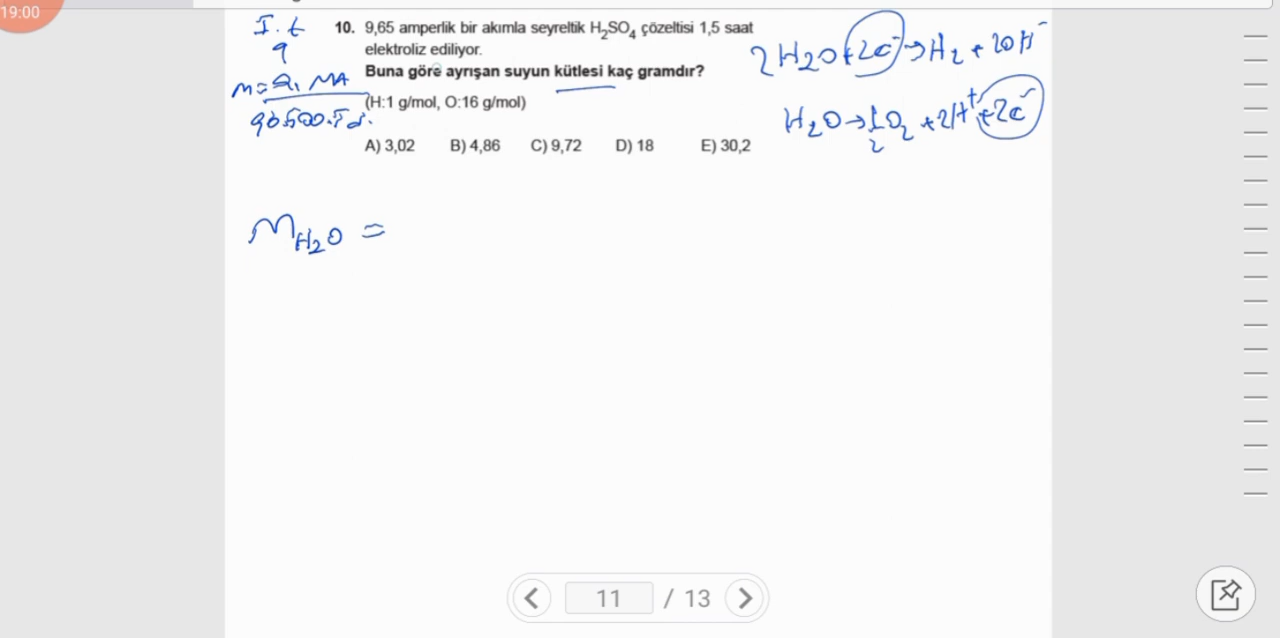 19:00
I.t
q
m=Q.MA
96500.Td.
10. 9,65 amperlik bir akımla seyreltik H₂SO₄ çözeltisi 1,5 saat
elektroliz ediliyor.
Buna göre ayrışan suyun kütlesi kaç gramdır?
(H:1 g/mol, O:16 g/mol)
A) 3,02 B) 4,86 C) 9,72 D) 18 E) 30,2
2H₂O+2e⁻→H₂+2OH⁻
H₂O→1/2 O₂+2H⁺+2e⁻
mH₂O =
11 / 13